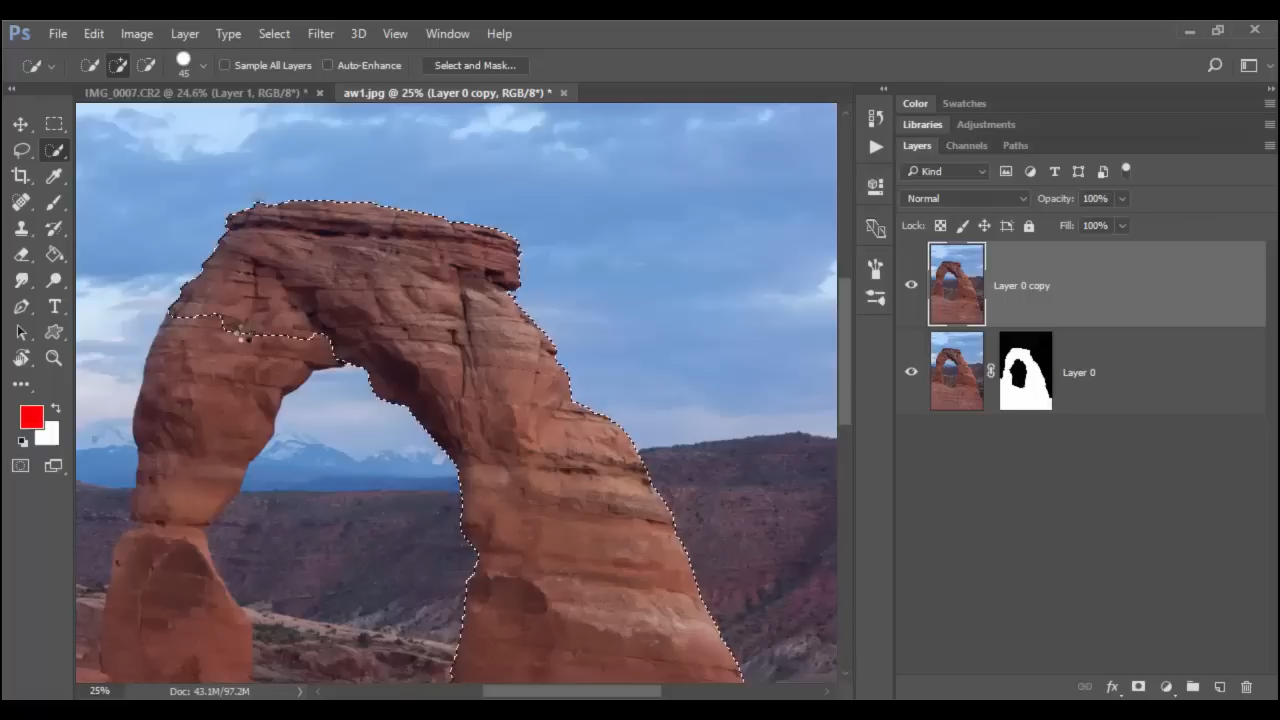 Ps File Edit Image Layer Type Select Filter 3D View Window Help
45 Sample All Layers Auto-Enhance Select and Mask...
IMG_0007.CR2 @ 24.6% (Layer 1, RGB/8*) * × aw1.jpg @ 25% (Layer 0 copy, RGB/8*) * ×
Color Swatches
Libraries Adjustments
Layers Channels Paths
Kind
Normal Opacity: 100%
Lock: Fill: 100%
Layer 0 copy
Layer 0
25% Doc: 43.1M/97.2M
fx